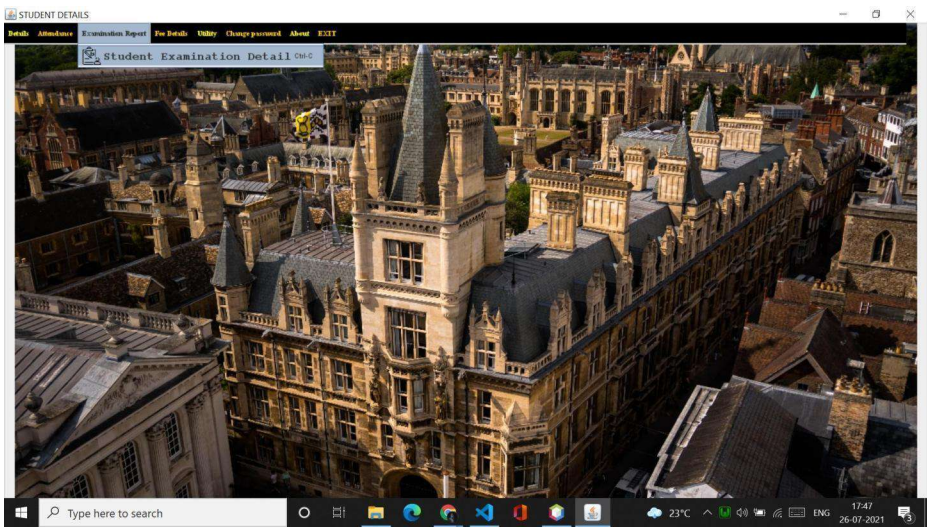 STUDENT DETAILS
Details Attendance Examination Report Fee Details Utility Change password About EXIT
Student Examination Detail Ctrl-C
Type here to search
23°C ENG 17:47
26-07-2021
3